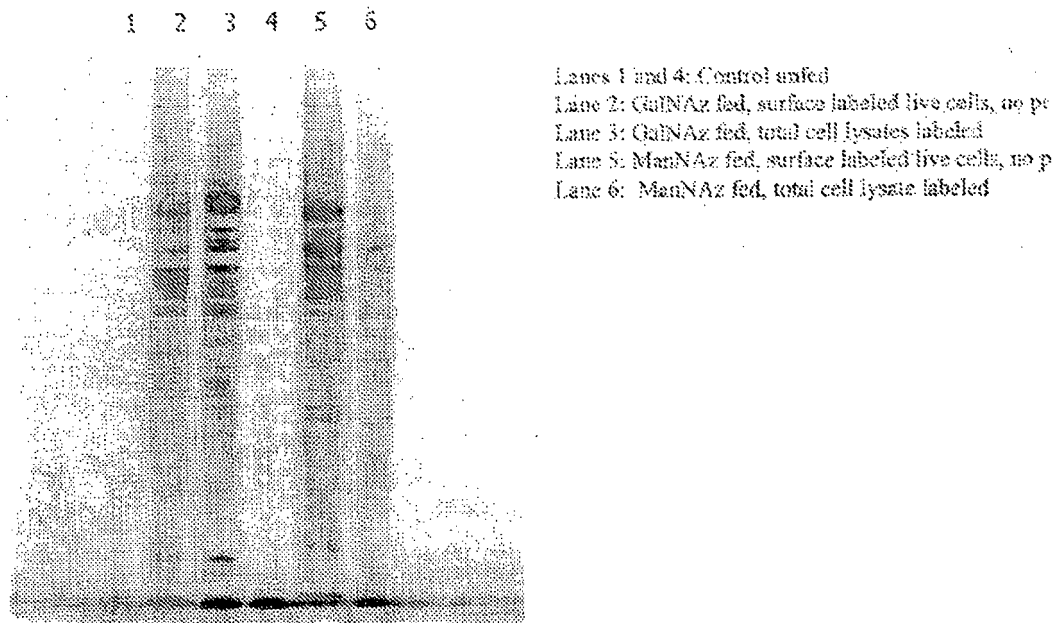 1 2 3 4 5 6
Lanes 1 and 4: Control unfed
Lane 2: GalNAz fed, surface labeled live cells, no pe
Lane 3: GalNAz fed, total cell lysates labeled
Lane 5: ManNAz fed, surface labeled live cells, no p
Lane 6: ManNAz fed, total cell lysate labeled